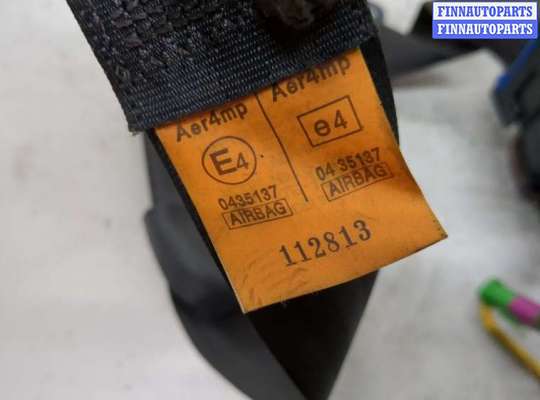 FINNAUTOPARTS
FINNAUTOPARTS
Aer4mp
E4
0435137
AIRBAG
Aer4mp
e4
04 35137
AIRBAG
112813